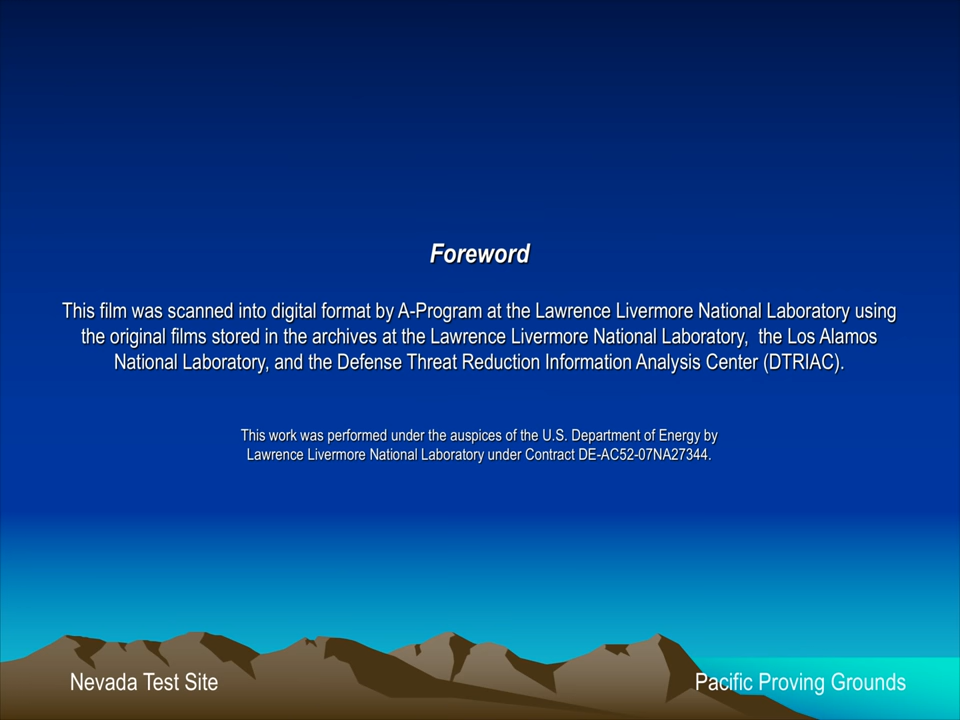 Foreword
This film was scanned into digital format by A-Program at the Lawrence Livermore National Laboratory using
the original films stored in the archives at the Lawrence Livermore National Laboratory,  the Los Alamos
National Laboratory, and the Defense Threat Reduction Information Analysis Center (DTRIAC).
This work was performed under the auspices of the U.S. Department of Energy by
Lawrence Livermore National Laboratory under Contract DE-AC52-07NA27344.
Nevada Test Site
Pacific Proving Grounds